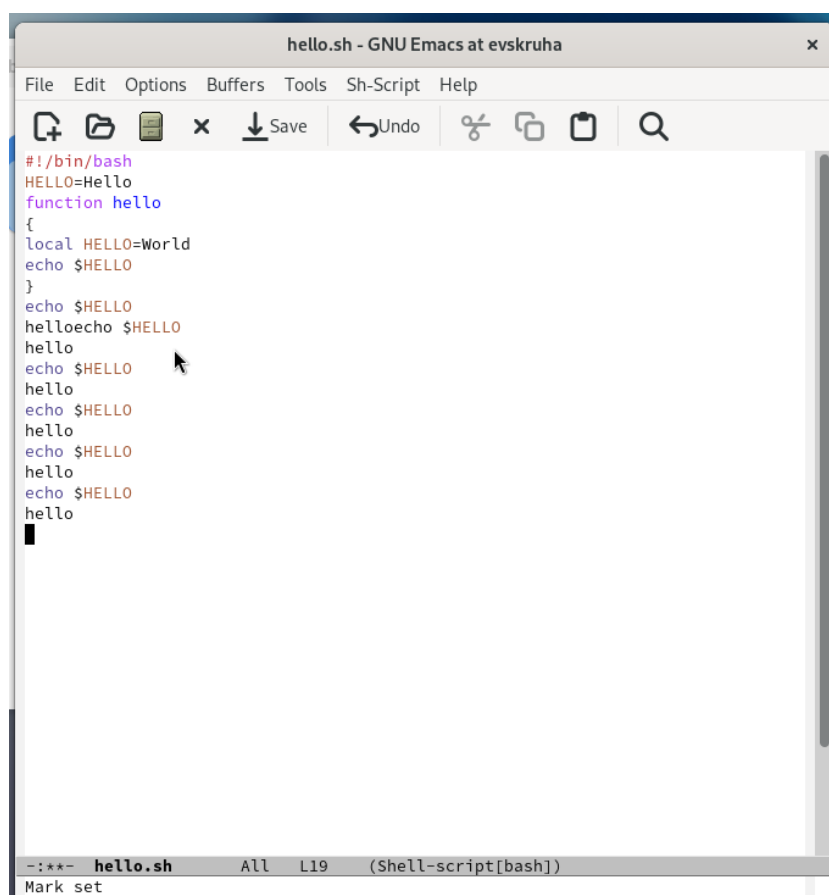 hello.sh - GNU Emacs at evskruha
File Edit Options Buffers Tools Sh-Script Help
Save Undo
#!/bin/bash
HELLO=Hello
function hello
{
local HELLO=World
echo $HELLO
}
echo $HELLO
helloecho $HELLO
hello
echo $HELLO
hello
echo $HELLO
hello
echo $HELLO
hello
echo $HELLO
hello
-:**- hello.sh All L19 (Shell-script[bash])
Mark set